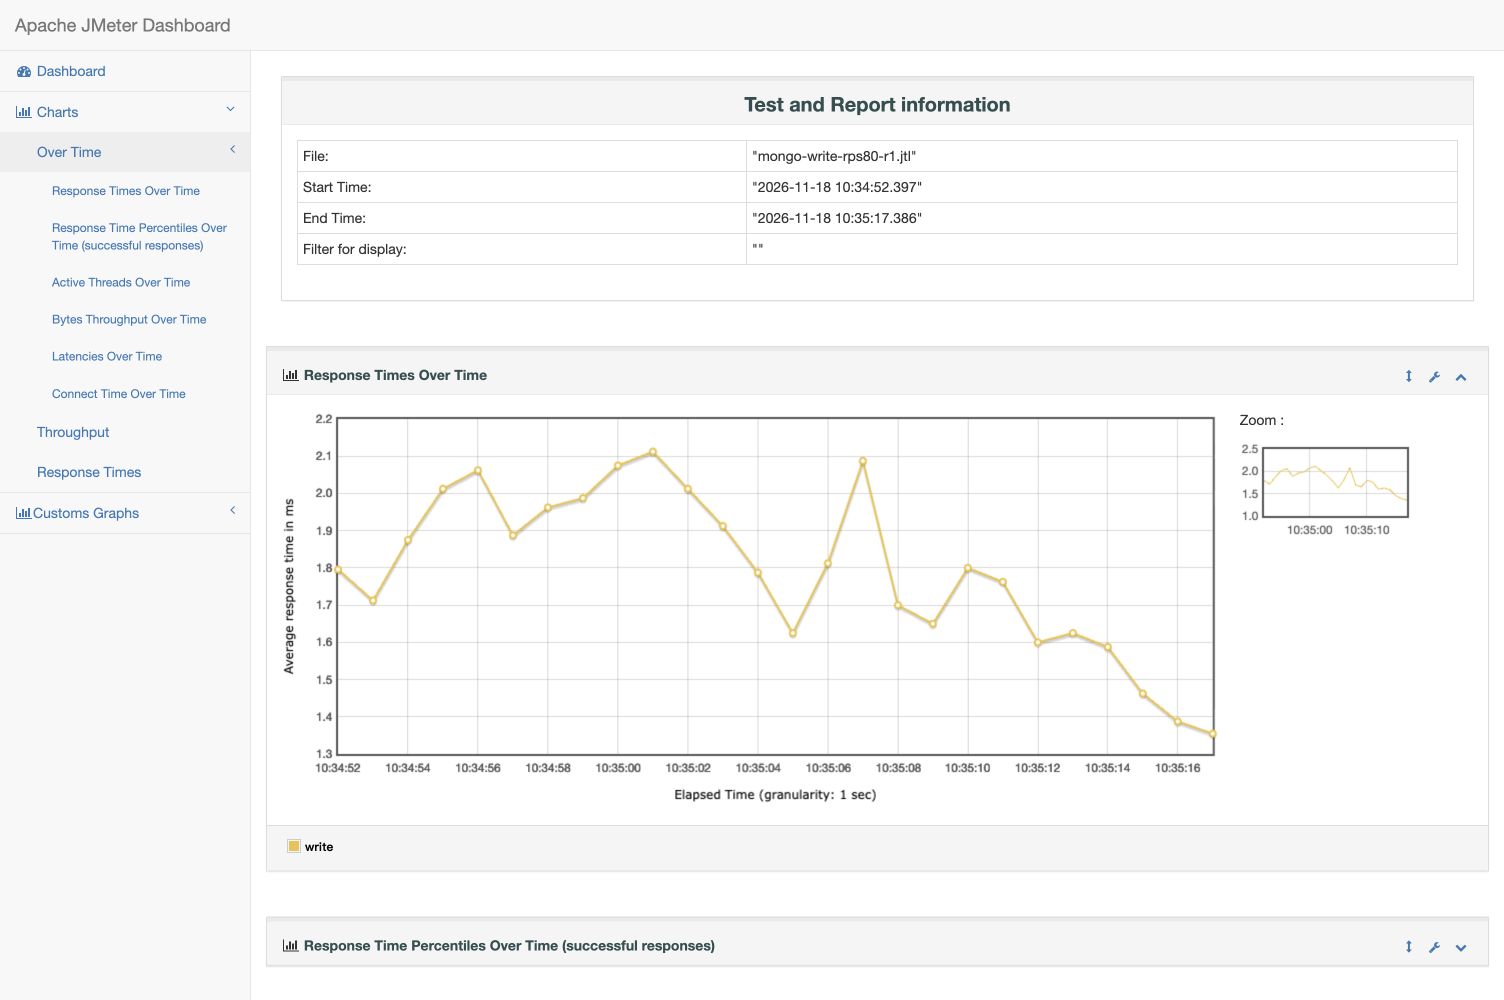 Apache JMeter Dashboard
Dashboard
Charts
Over Time
Response Times Over Time
Response Time Percentiles Over
Time (successful responses)
Active Threads Over Time
Bytes Throughput Over Time
Latencies Over Time
Connect Time Over Time
Throughput
Response Times
Customs Graphs
Test and Report information
File: "mongo-write-rps80-r1.jtl"
Start Time: "2026-11-18 10:34:52.397"
End Time: "2026-11-18 10:35:17.386"
Filter for display: ""
Response Times Over Time
Average response time in ms
2.2
2.1
2.0
1.9
1.8
1.7
1.6
1.5
1.4
1.3
10:34:52 10:34:54 10:34:56 10:34:58 10:35:00 10:35:02 10:35:04 10:35:06 10:35:08 10:35:10 10:35:12 10:35:14 10:35:16
Elapsed Time (granularity: 1 sec)
Zoom :
2.5
2.0
1.5
1.0
10:35:00 10:35:10
write
Response Time Percentiles Over Time (successful responses)